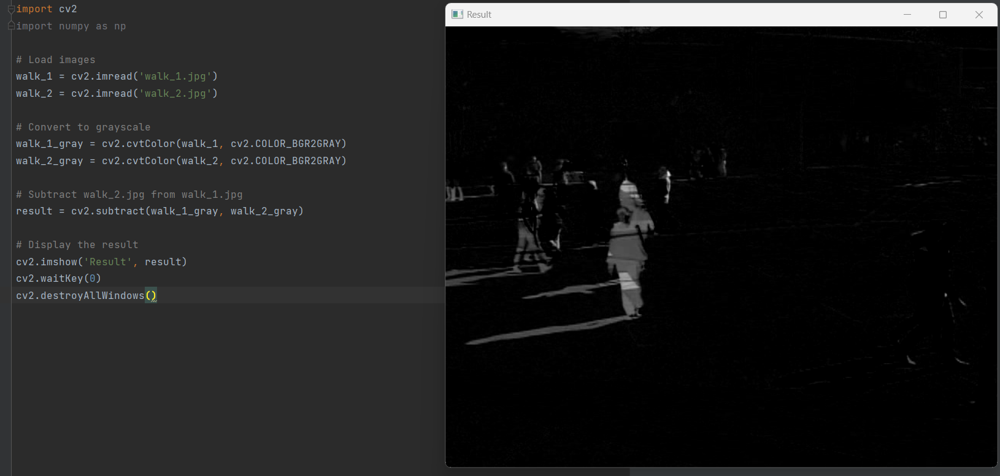 import cv2
import numpy as np
# Load images
walk_1 = cv2.imread('walk_1.jpg')
walk_2 = cv2.imread('walk_2.jpg')
# Convert to grayscale
walk_1_gray = cv2.cvtColor(walk_1, cv2.COLOR_BGR2GRAY)
walk_2_gray = cv2.cvtColor(walk_2, cv2.COLOR_BGR2GRAY)
# Subtract walk_2.jpg from walk_1.jpg
result = cv2.subtract(walk_1_gray, walk_2_gray)
# Display the result
cv2.imshow('Result', result)
cv2.waitKey(0)
cv2.destroyAllWindows()
Result